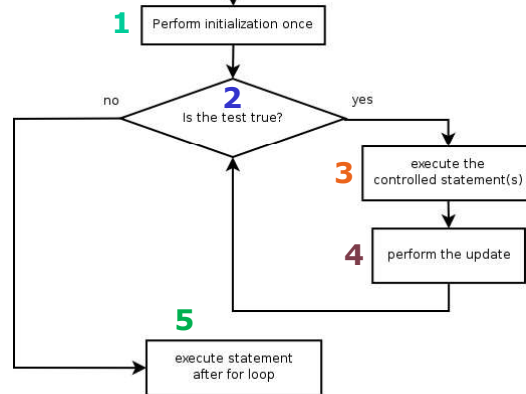 1
Perform initialization once
no
2
yes
Is the test true?
3
execute the
controlled statement(s)
4
perform the update
5
execute statement
after for loop